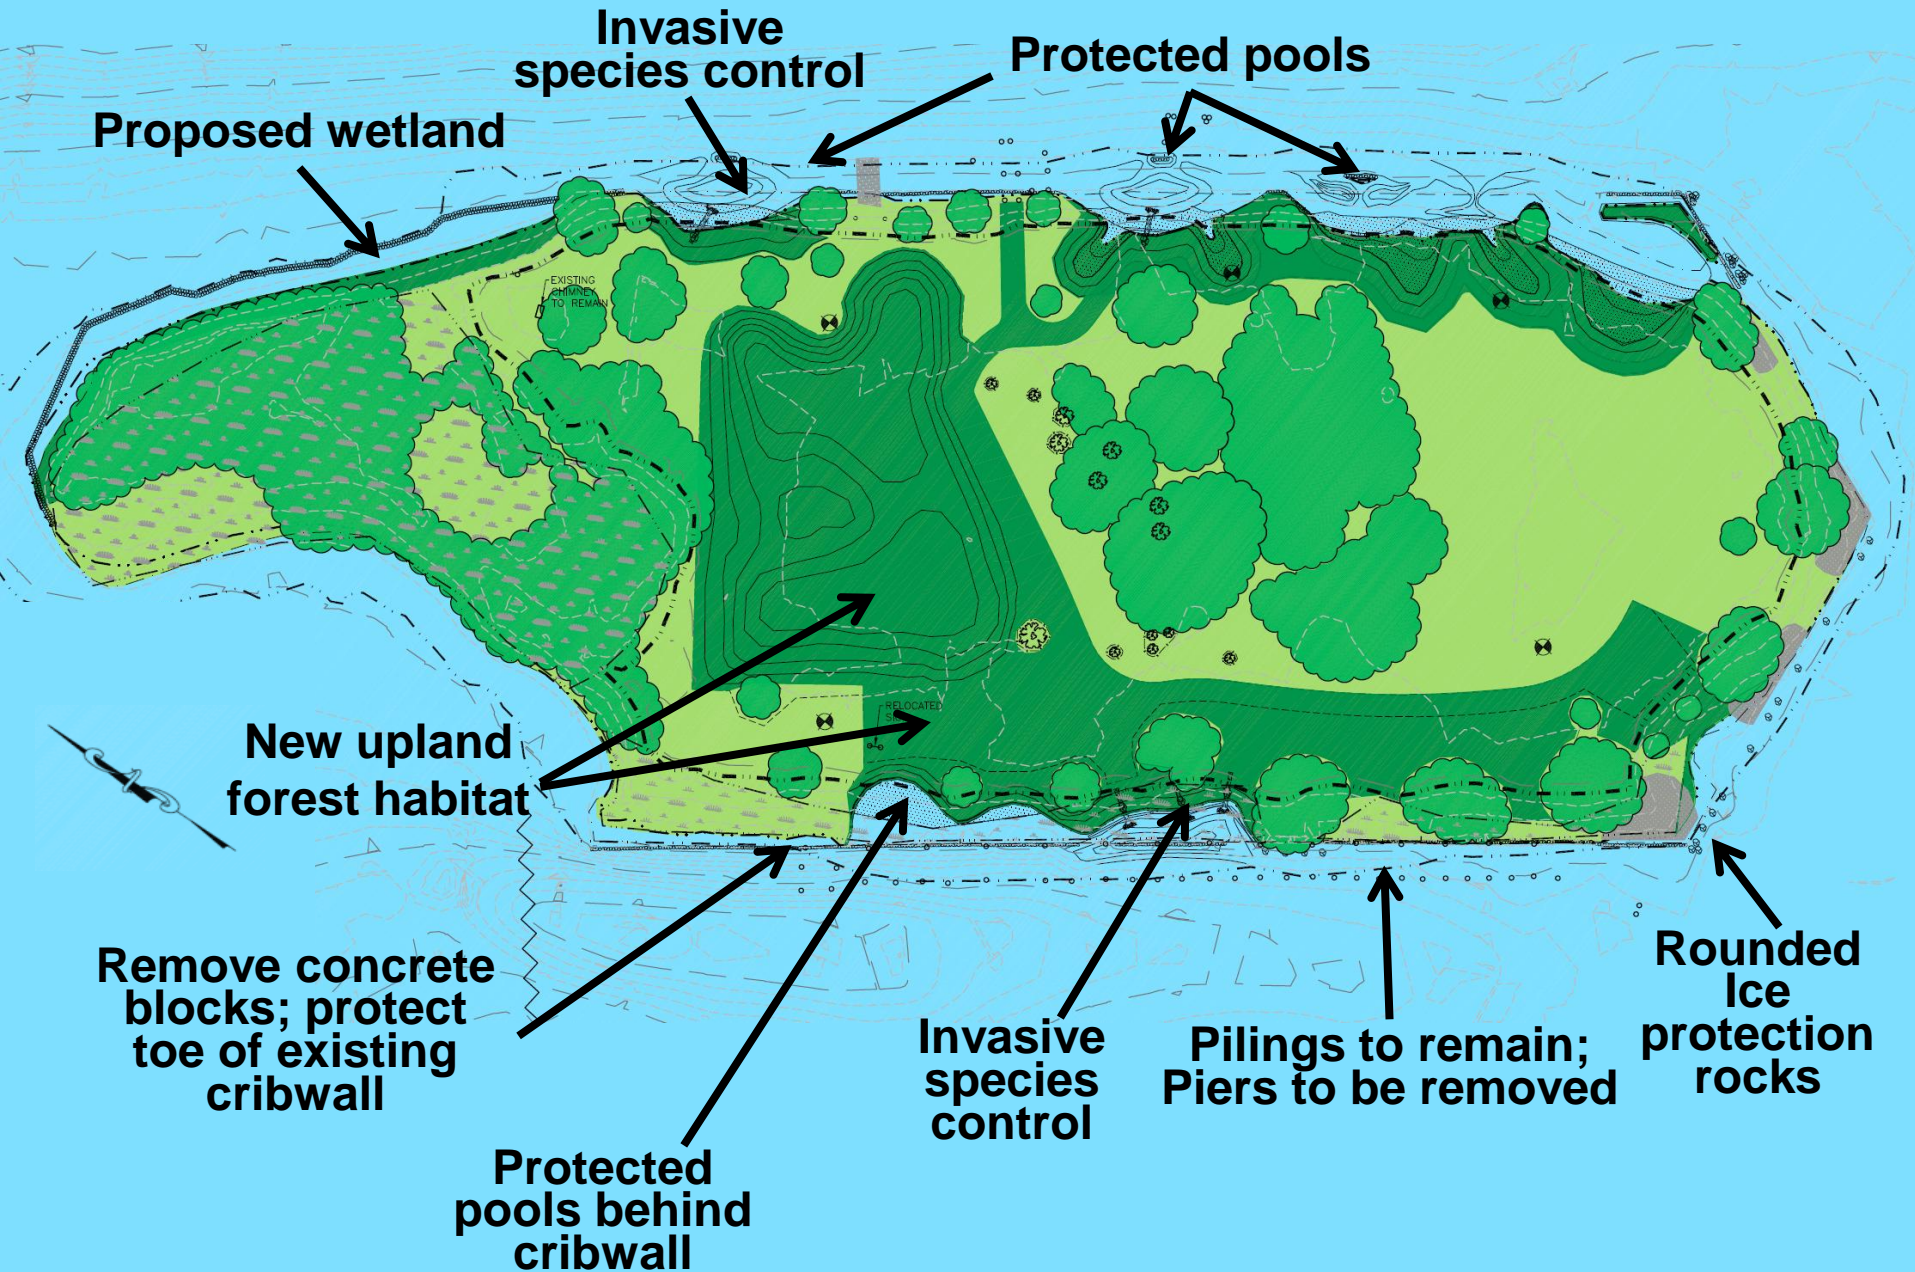 Invasive
species control
Protected pools
Proposed wetland
EXISTING
CHIMNEY
TO REMAIN
RELOCATED
New upland
forest habitat
Remove concrete
blocks; protect
toe of existing
cribwall
Protected
pools behind
cribwall
Invasive
species
control
Pilings to remain;
Piers to be removed
Rounded
Ice
protection
rocks